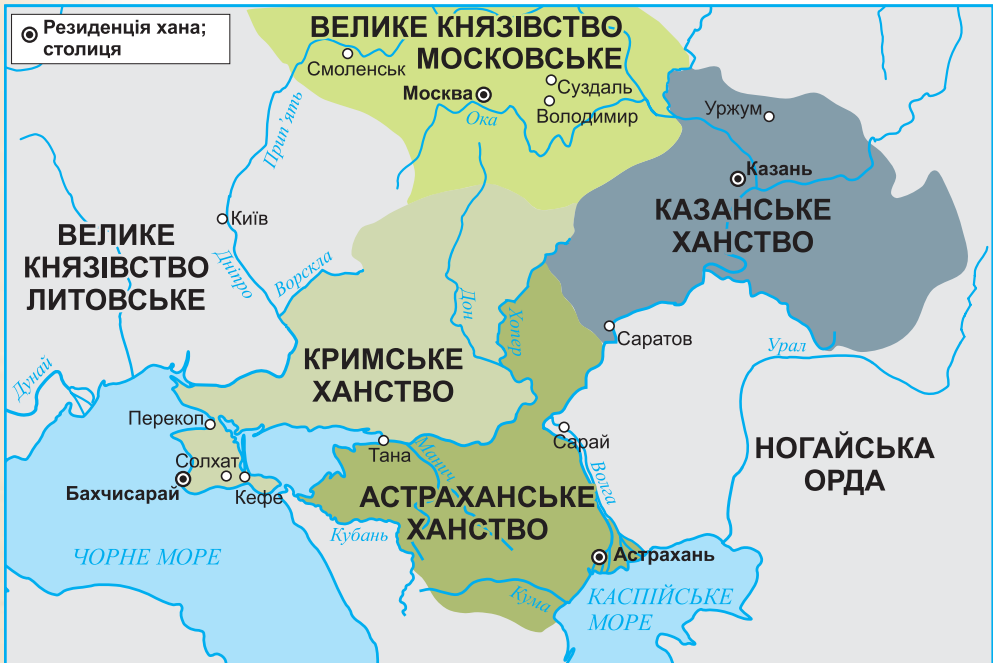 Резиденція хана;
столиця
ВЕЛИКЕ КНЯЗІВСТВО
МОСКОВСЬКЕ
Смоленськ
Москва
Суздаль
Володимир
Ока
Прип'ять
Уржум
Казань
КАЗАНСЬКЕ
ХАНСТВО
Київ
ВЕЛИКЕ
КНЯЗІВСТВО
ЛИТОВСЬКЕ
Дніпро
Ворскла
Дон
Хопер
Саратов
Урал
Дунай
КРИМСЬКЕ
ХАНСТВО
Перекоп
Солхат
Бахчисарай
Кефе
Тана
Манич
Сарай
Волга
НОГАЙСЬКА
ОРДА
АСТРАХАНСЬКЕ
ХАНСТВО
Кубань
ЧОРНЕ МОРЕ
Астрахань
Кума
КАСПІЙСЬКЕ
МОРЕ